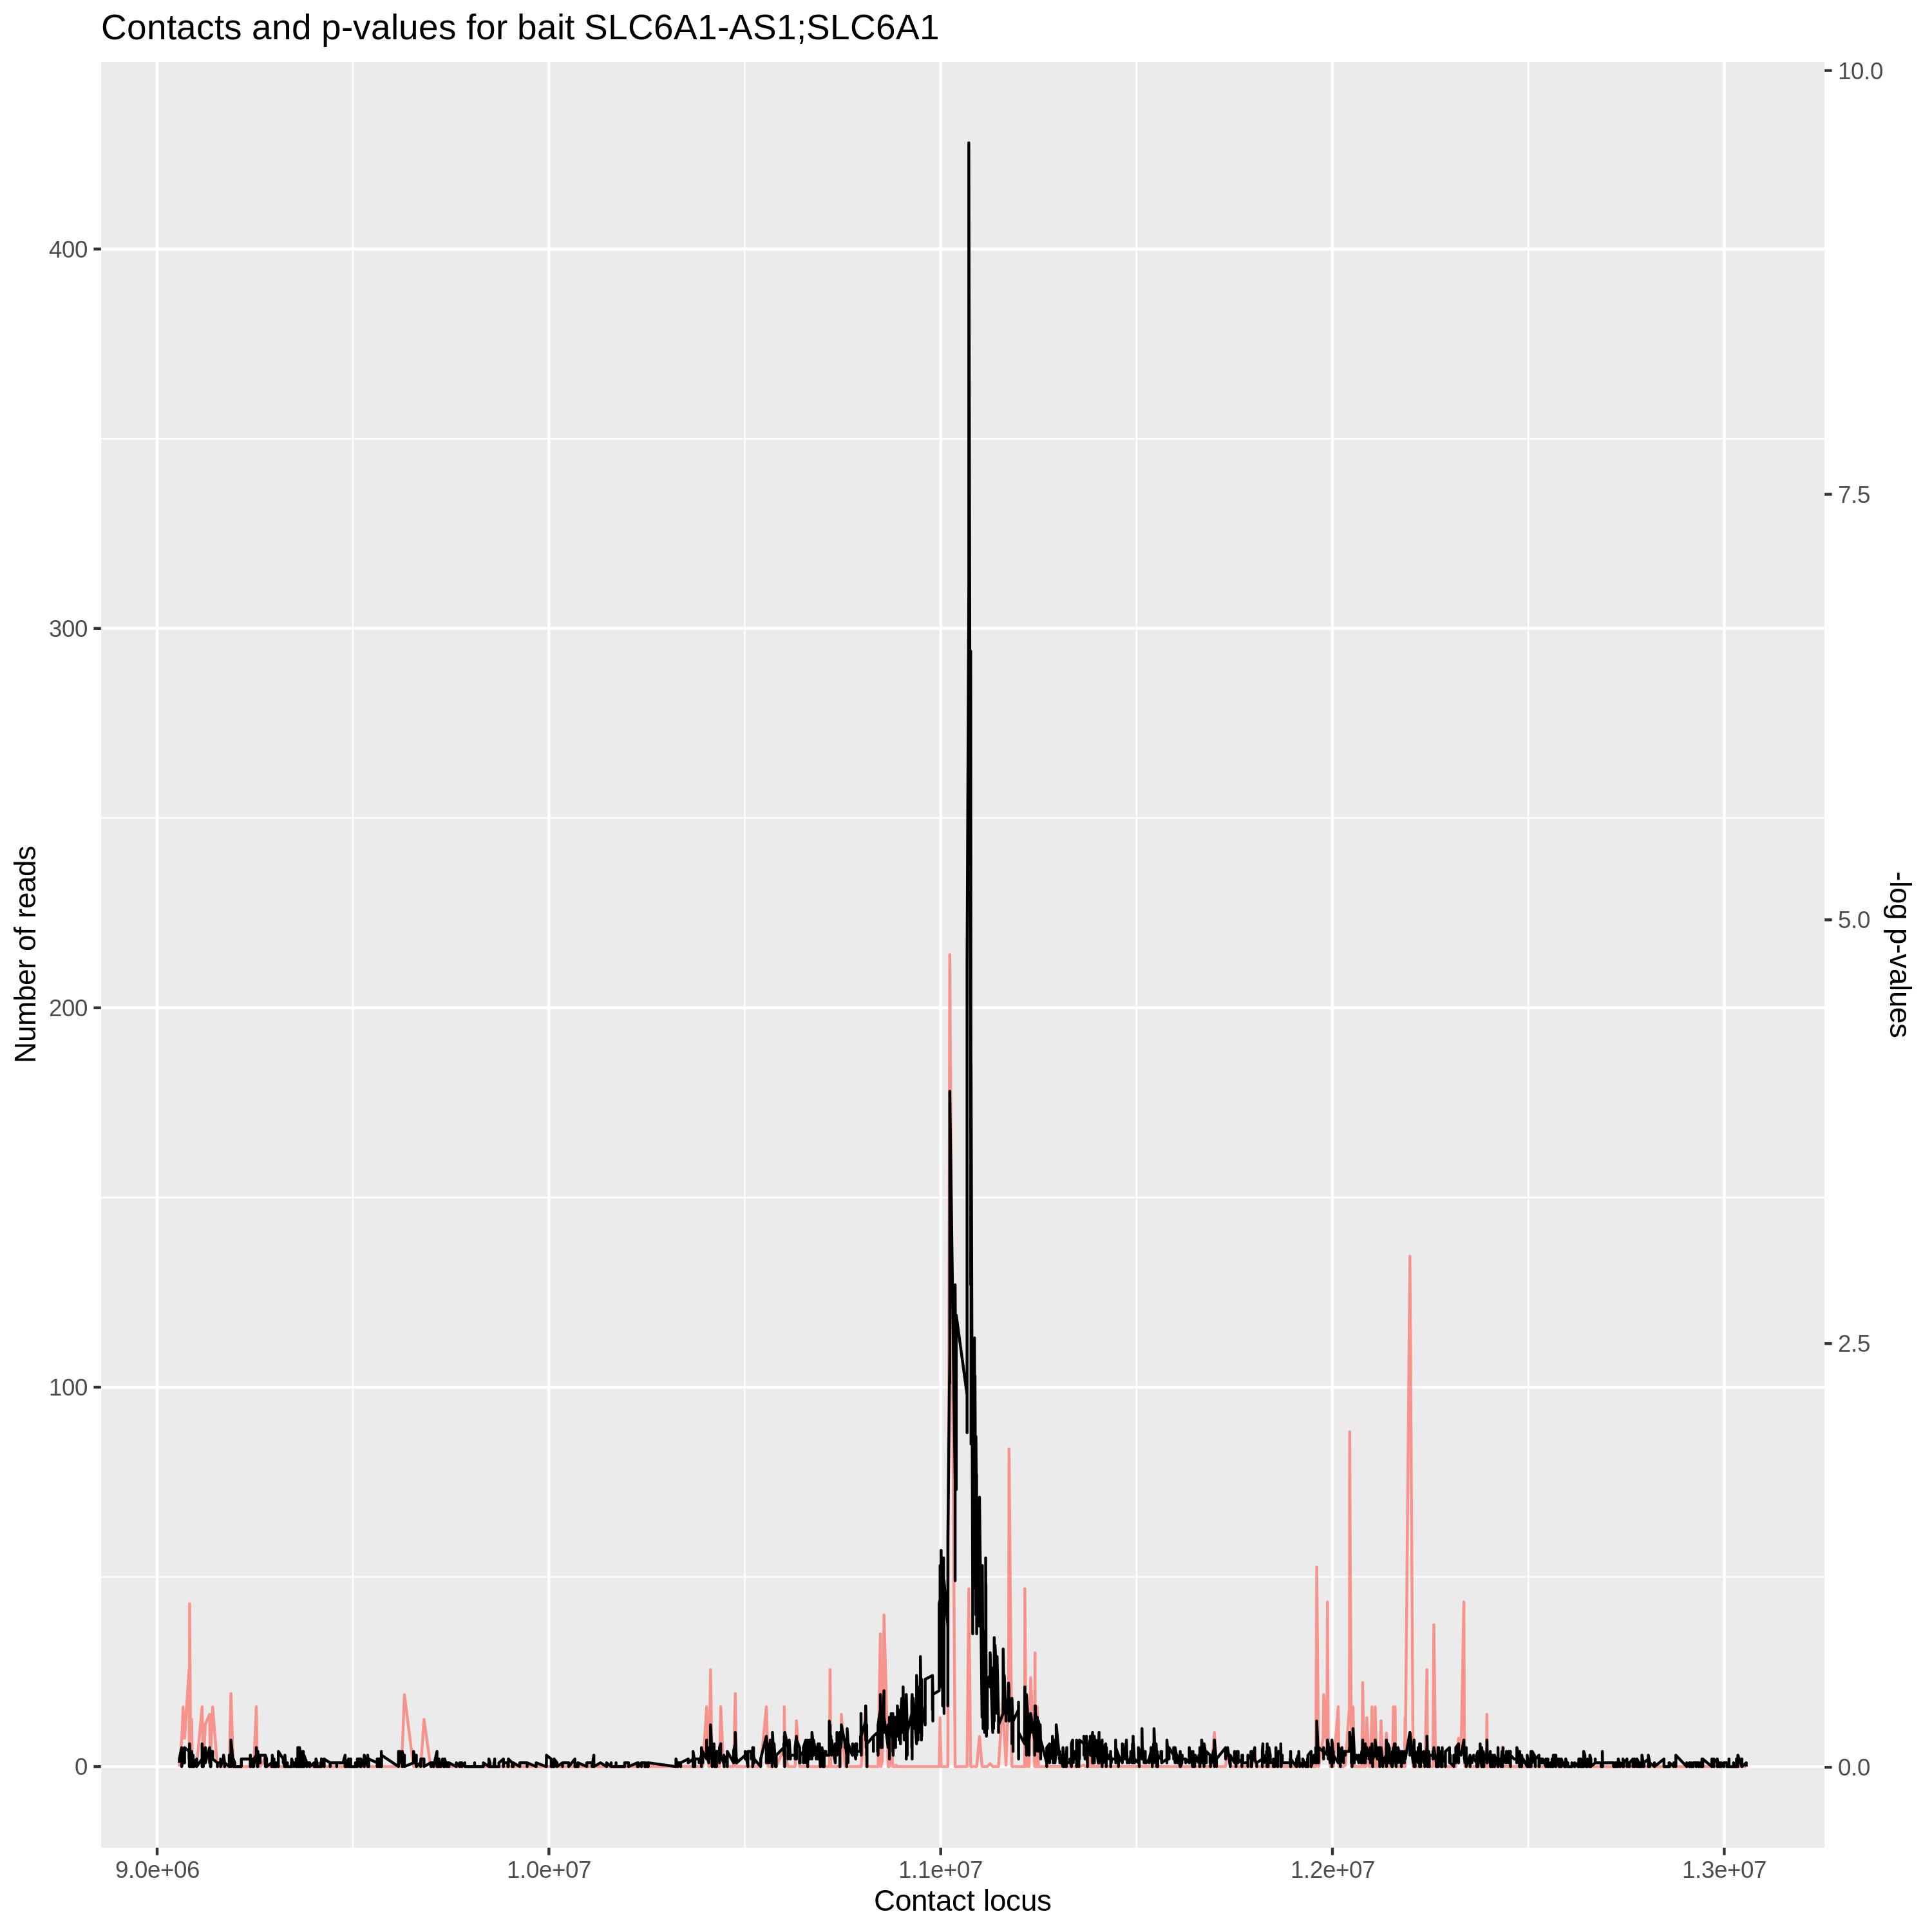 Contacts and p-values for bait SLC6A1-AS1;SLC6A1
Number of reads
400
300
200
100
0
10.0
7.5
5.0
2.5
0.0
-log p-values
9.0e+06
1.0e+07
1.1e+07
1.2e+07
1.3e+07
Contact locus